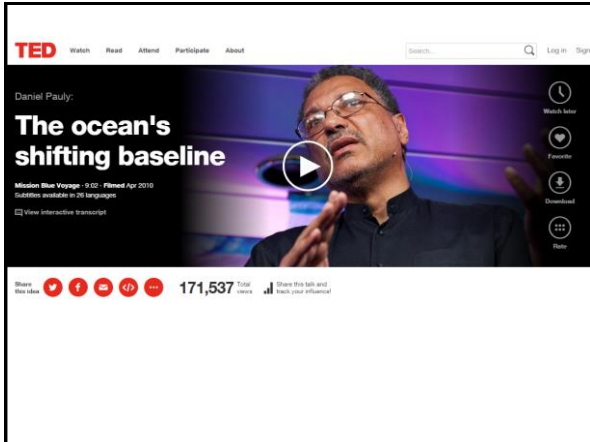 TED Watch Read Attend Participate About Search... Log in Sign
Daniel Pauly:
The ocean's
shifting baseline
Mission Blue Voyage · 9:02 · Filmed Apr 2010
Subtitles available in 26 languages
View interactive transcript
Watch later
Favorite
Download
Rate
Share
this idea
171,537 Total
views
Share this talk and
track your influence!